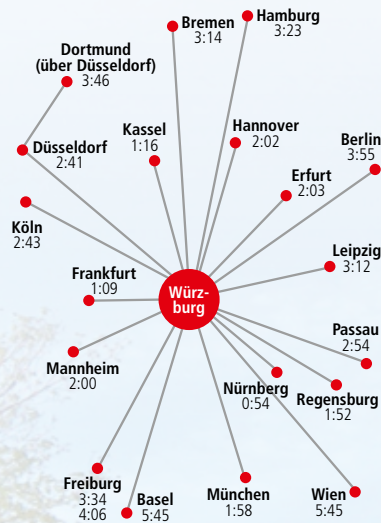 Bremen
3:14
Hamburg
3:23
Dortmund
(über Düsseldorf)
3:46
Düsseldorf
2:41
Kassel
1:16
Hannover
2:02
Berlin
3:55
Erfurt
2:03
Köln
2:43
Leipzig
3:12
Frankfurt
1:09
Würz-
burg
Passau
2:54
Mannheim
2:00
Nürnberg
0:54
Regensburg
1:52
Freiburg
3:34
4:06
Basel
5:45
München
1:58
Wien
5:45